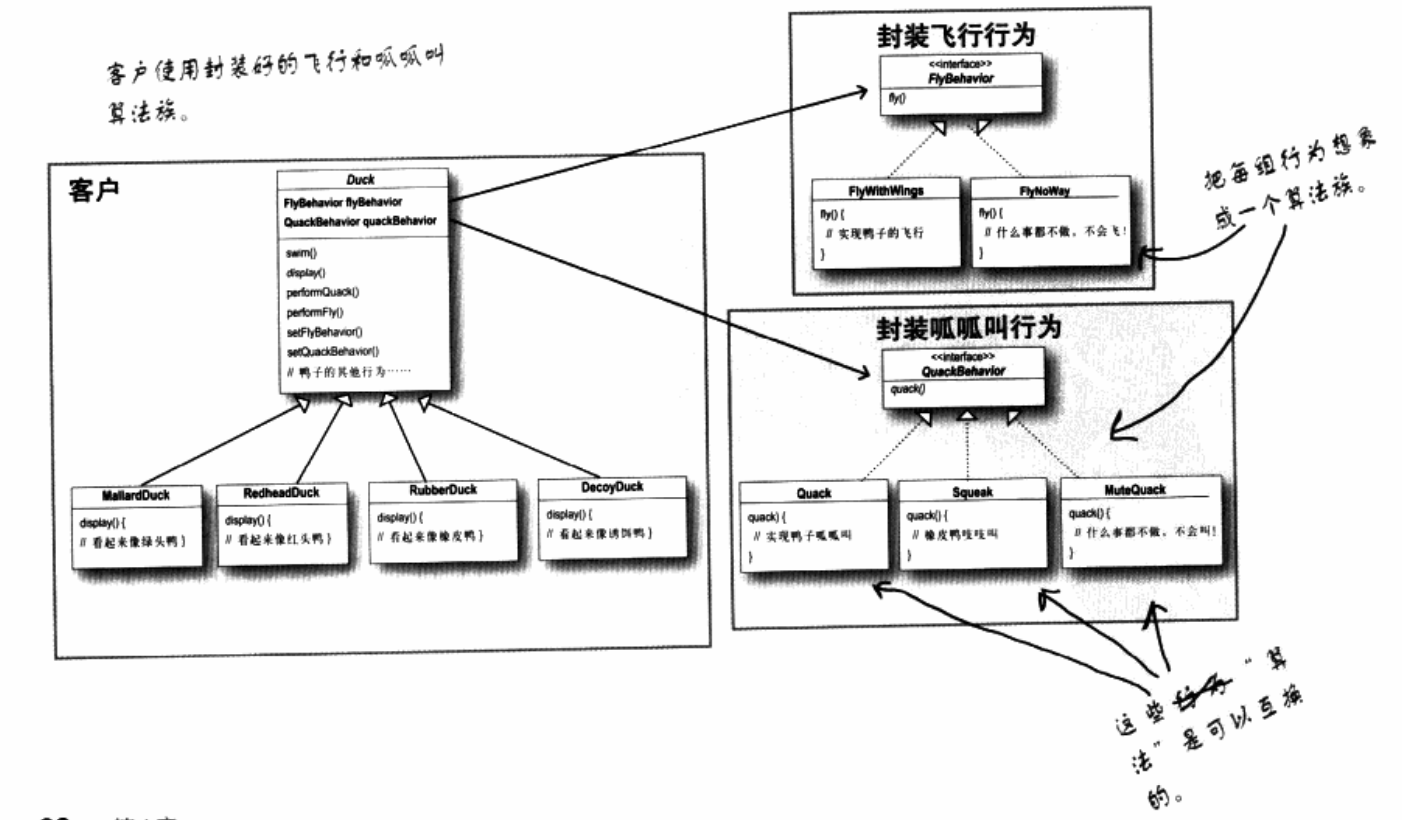 客户使用封装好的飞行和呱呱叫
算法族。
客户
Duck
FlyBehavior flyBehavior
QuackBehavior quackBehavior
swim()
display()
performQuack()
performFly()
setFlyBehavior()
setQuackBehavior()
// 鸭子的其他行为……
MallardDuck
display() {
// 看起来像绿头鸭 }
RedheadDuck
display() {
// 看起来像红头鸭 }
RubberDuck
display() {
// 看起来像橡皮鸭 }
DecoyDuck
display() {
// 看起来像诱饵鸭 }
封装飞行行为
<<interface>>
FlyBehavior
fly()
FlyWithWings
fly() {
// 实现鸭子的飞行
}
FlyNoWay
fly() {
// 什么事都不做，不会飞！
}
把每组行为想象
成一个算法族。
封装呱呱叫行为
<<interface>>
QuackBehavior
quack()
Quack
quack) {
// 实现鸭子呱呱叫
}
Squeak
quack() {
// 橡皮鸭吱吱叫
}
MuteQuack
quack() {
// 什么事都不做，不会叫！
}
这些行为“算
法”是可以互换
的。